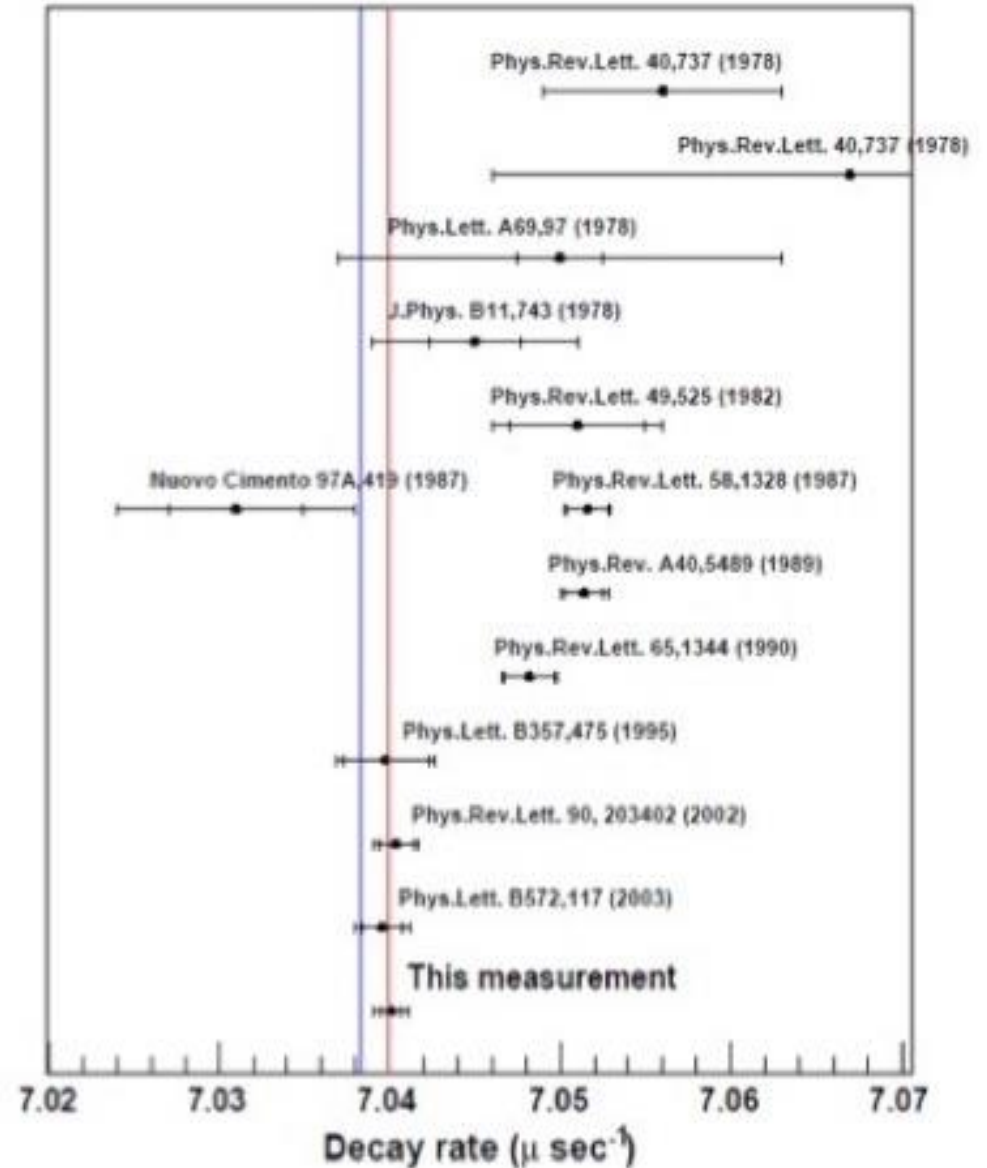 Phys.Rev.Lett. 40,737 (1978)
Phys.Rev.Lett. 40,737 (1978)
Phys.Lett. A69,97 (1978)
J.Phys. B11,743 (1978)
Phys.Rev.Lett. 49,525 (1982)
Nuovo Cimento 97A,419 (1987)
Phys.Rev.Lett. 58,1328 (1987)
Phys.Rev. A40,5489 (1989)
Phys.Rev.Lett. 65,1344 (1990)
Phys.Lett. B357,475 (1995)
Phys.Rev.Lett. 90, 203402 (2002)
Phys.Lett. B572,117 (2003)
This measurement
7.02 7.03 7.04 7.05 7.06 7.07
Decay rate (μ sec⁻¹)